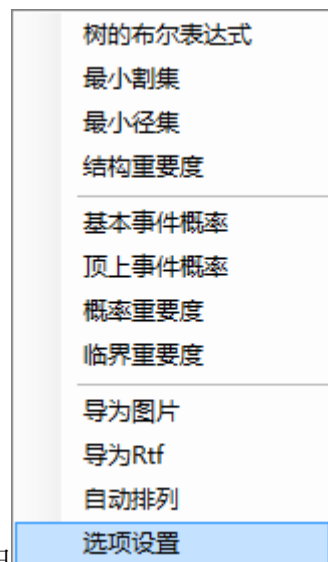 树的布尔表达式
最小割集
最小径集
结构重要度
基本事件概率
顶上事件概率
概率重要度
临界重要度
导为图片
导为Rtf
自动排列
选项设置